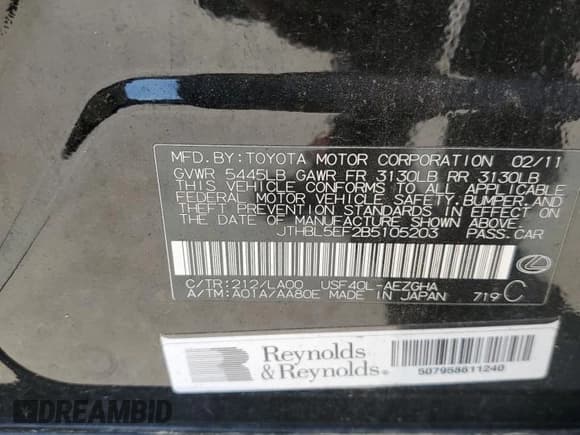 MFD. BY: TOYOTA MOTOR CORPORATION 02/11
GVWR 5445LB GAWR FR 3130LB RR 3130LB
THIS VEHICLE CONFORMS TO ALL APPLICABLE
FEDERAL MOTOR VEHICLE SAFETY, BUMPER, AND
THEFT PREVENTION STANDARDS IN EFFECT ON
THE DATE OF MANUFACTURE SHOWN ABOVE.
JTHBL5EF2B5105203 PASS. CAR
C/TR: 212/LA00 USF40L-AEZGHA
A/TM: A01A/AA80E MADE IN JAPAN 719 C
Reynolds
& Reynolds®
507958611240
DREAMBID